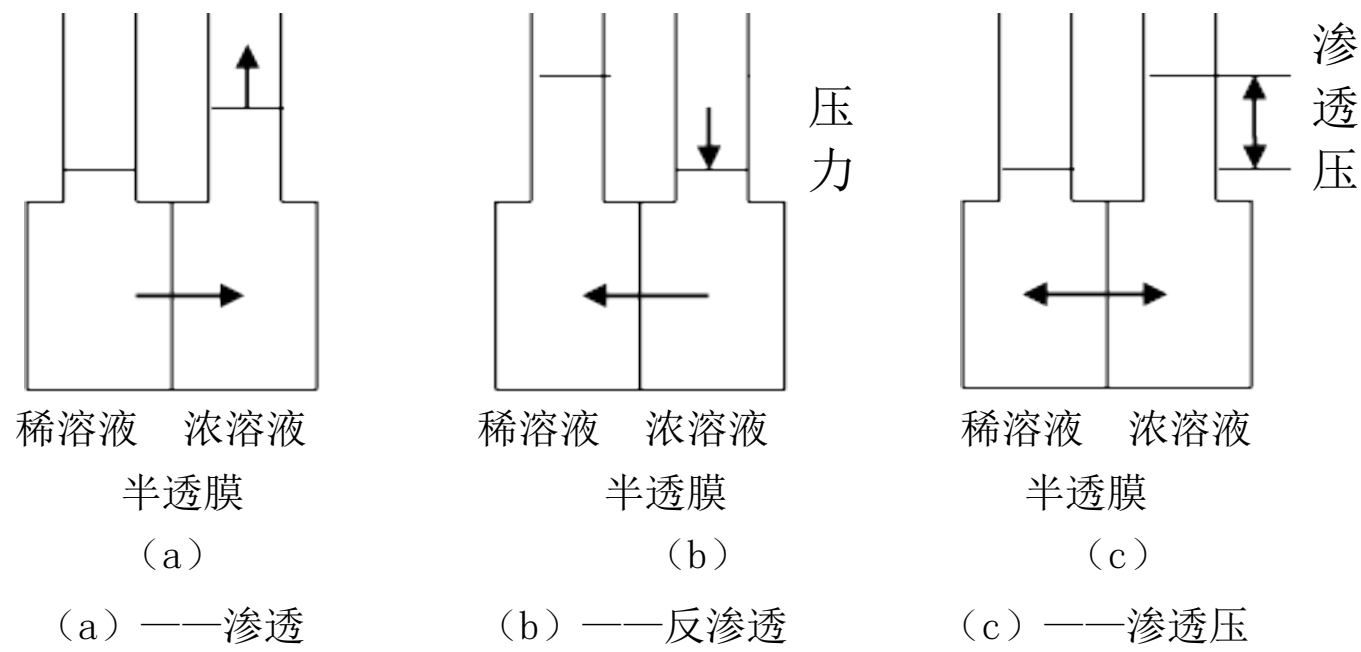 压力
渗透压
稀溶液 浓溶液 稀溶液 浓溶液 稀溶液 浓溶液
半透膜 半透膜 半透膜
（a） （b） （c）
（a）——渗透 （b）——反渗透 （c）——渗透压